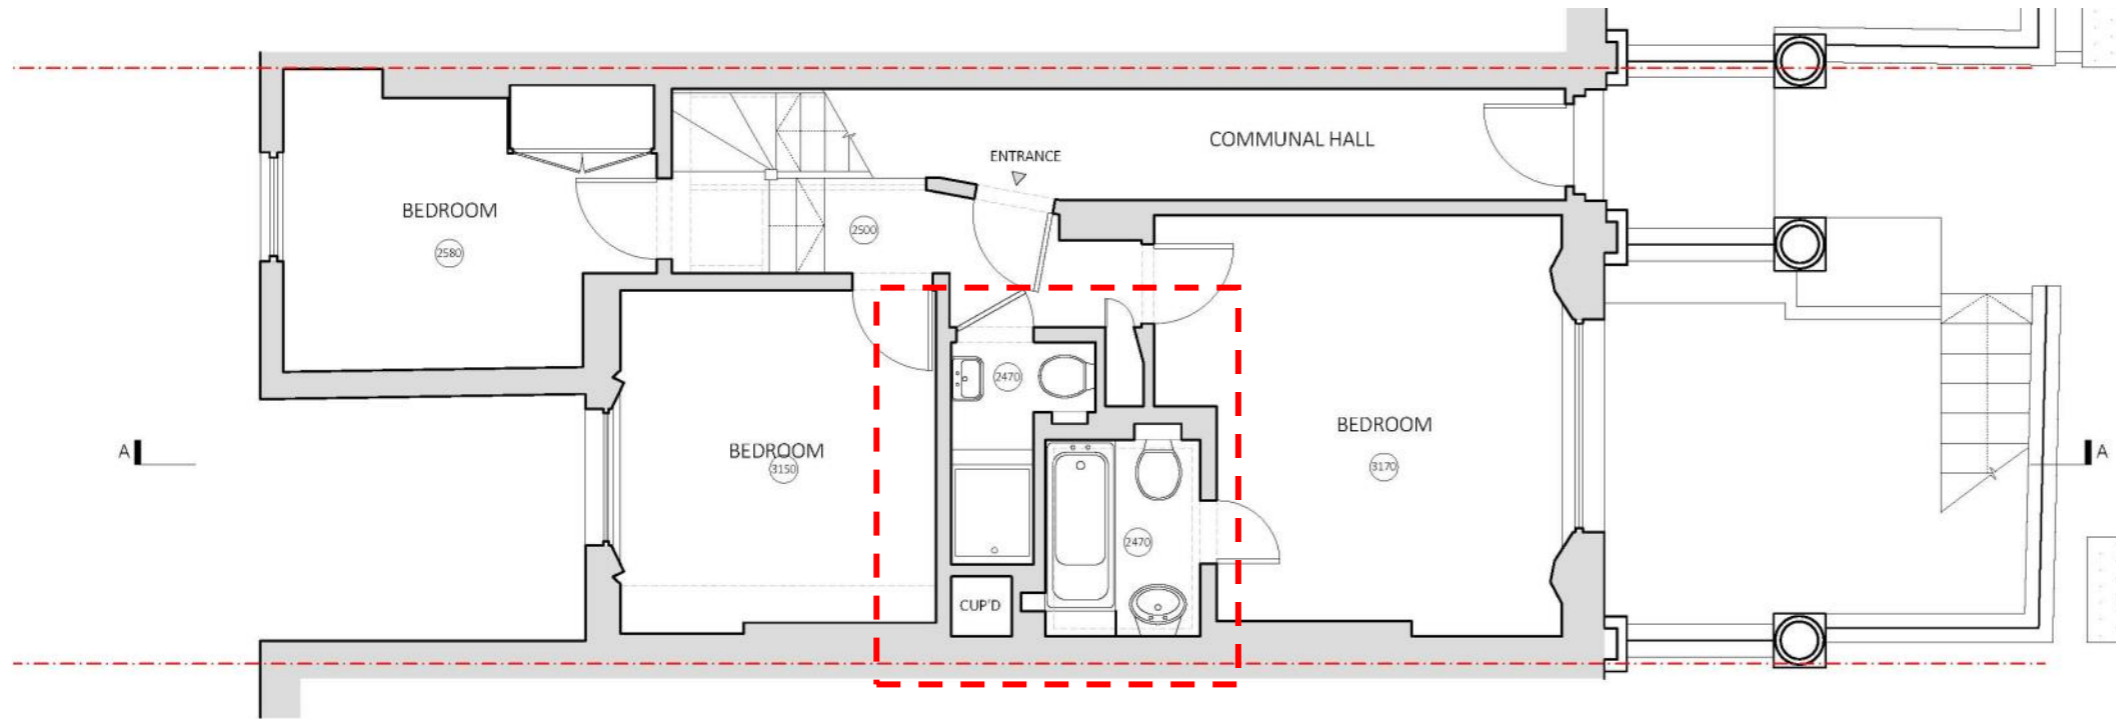 COMMUNAL HALL
ENTRANCE
BEDROOM
2580
2500
2470
BEDROOM
3150
BEDROOM
3170
A
A
2470
CUP'D